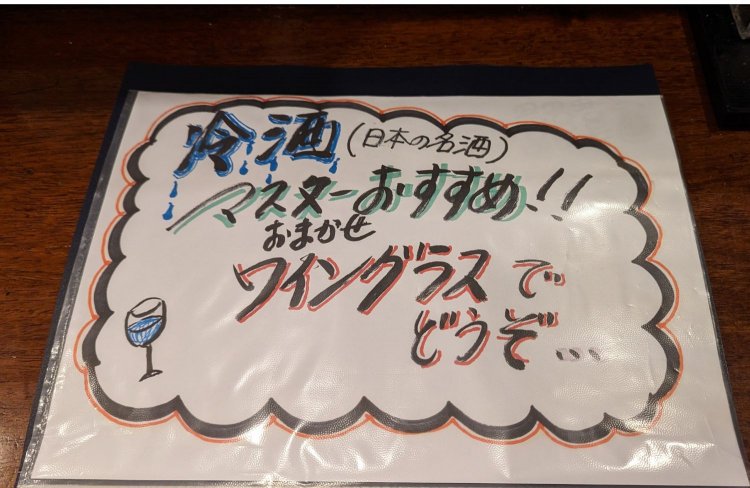 冷酒(日本の名酒)
マスターおすすめ!!
おまかせ
ワイングラスで
どうぞ...